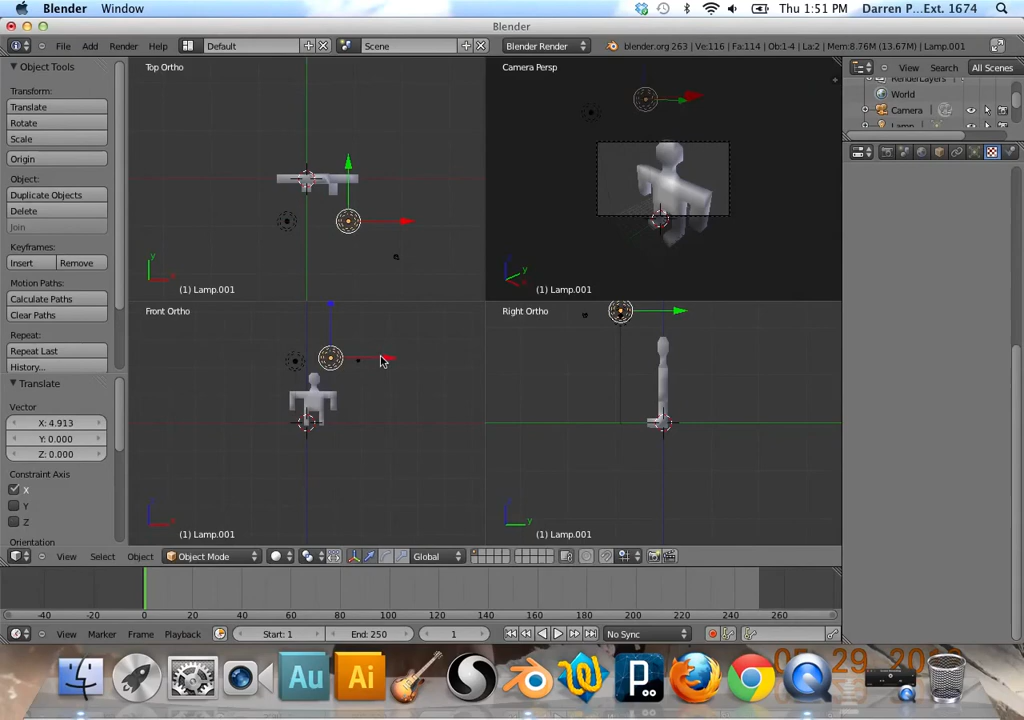 Blender Window Thu 1:51 PM Darren P...Ext. 1674
Blender
File Add Render Help Default Scene Blender Render blender.org 263 | Ve:116 | Fa:114 | Ob:1-4 | La:2 | Mem:8.76M (13.67M) | Lamp.001
Object Tools
Transform:
Translate
Rotate
Scale
Origin
Object:
Duplicate Objects
Delete
Join
Keyframes:
Insert Remove
Motion Paths:
Calculate Paths
Clear Paths
Repeat:
Repeat Last
History...
Translate
Vector
X: 4.913
Y: 0.000
Z: 0.000
Constraint Axis
X
Y
Z
Orientation
Top Ortho
y
x
(1) Lamp.001
Camera Persp
y
(1) Lamp.001
Front Ortho
x
(1) Lamp.001
Right Ortho
y
(1) Lamp.001
View Search All Scenes
RenderLayers
World
Camera
Lamp
View Select Object Object Mode Global
-40 -20 0 20 40 60 80 100 120 140 160 180 200 220 240 260
View Marker Frame Playback Start: 1 End: 250 1 No Sync
Au Ai P..